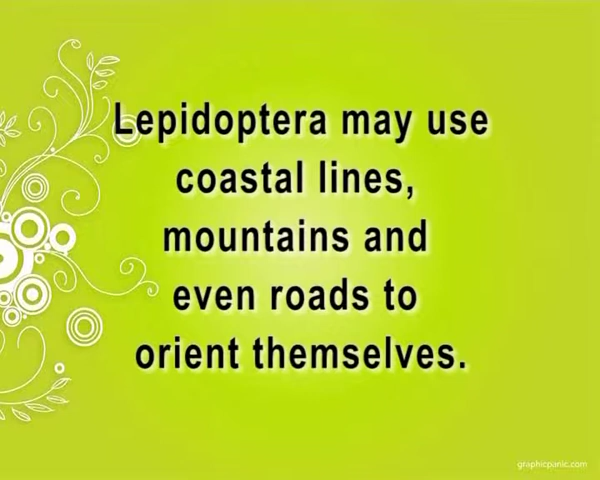 Lepidoptera may use
coastal lines,
mountains and
even roads to
orient themselves.
graphicpanic.com